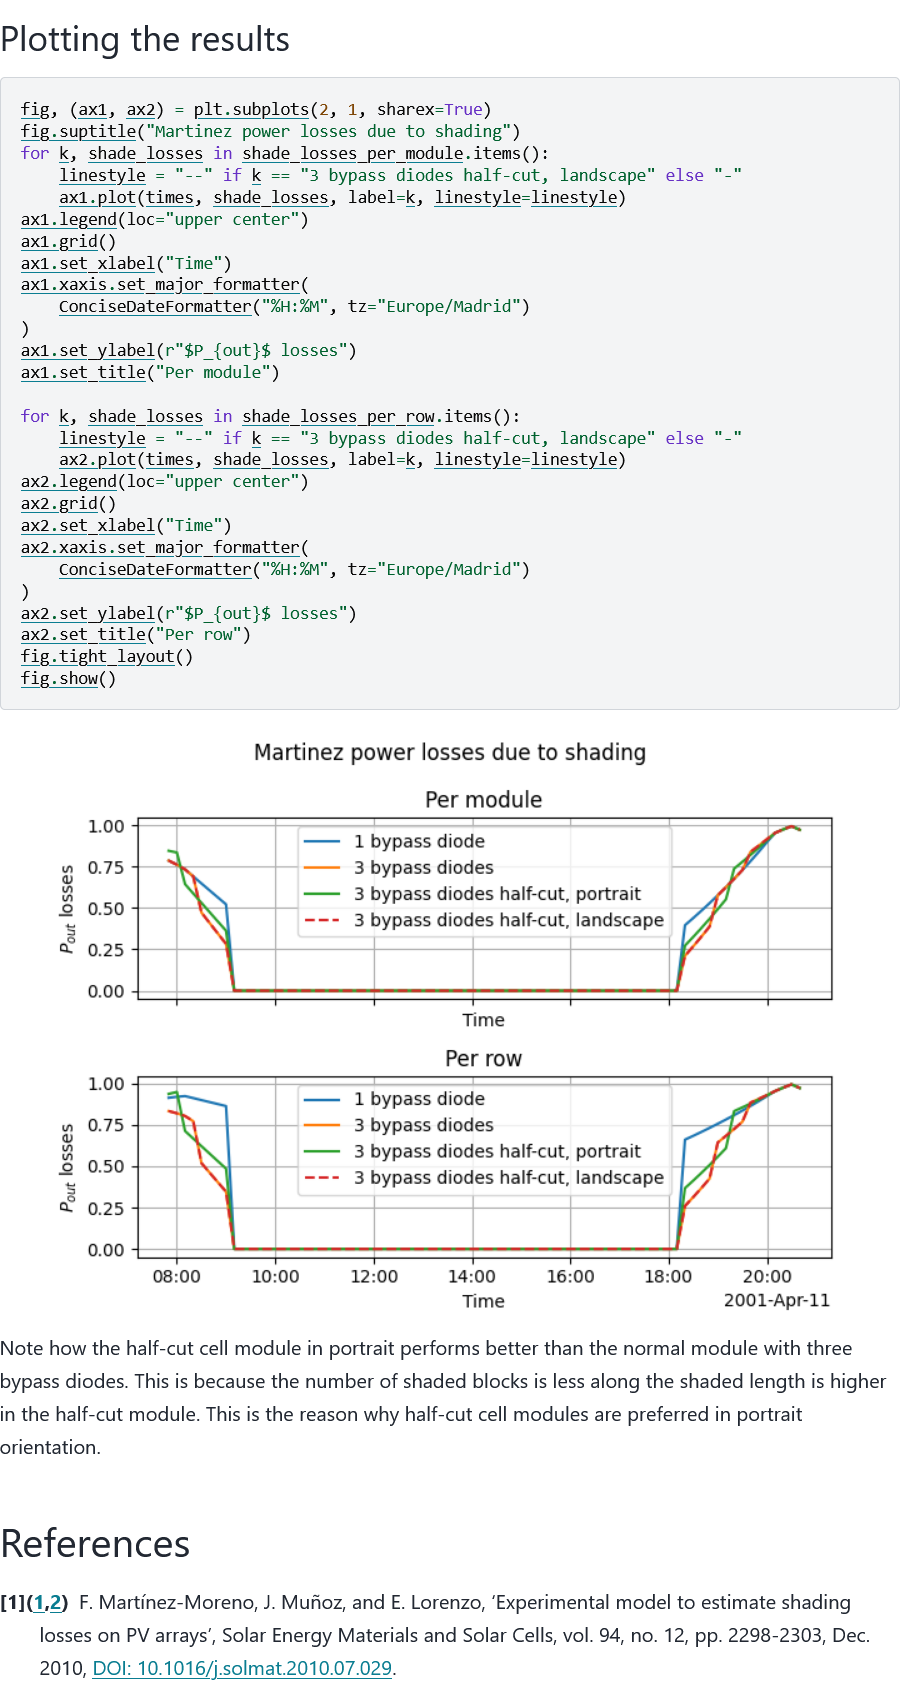 Plotting the results
fig, (ax1, ax2) = plt.subplots(2, 1, sharex=True)
fig.suptitle("Martinez power losses due to shading")
for k, shade_losses in shade_losses_per_module.items():
    linestyle = "--" if k == "3 bypass diodes half-cut, landscape" else "-"
    ax1.plot(times, shade_losses, label=k, linestyle=linestyle)
ax1.legend(loc="upper center")
ax1.grid()
ax1.set_xlabel("Time")
ax1.xaxis.set_major_formatter(
    ConciseDateFormatter("%H:%M", tz="Europe/Madrid")
)
ax1.set_ylabel(r"$P_{out}$ losses")
ax1.set_title("Per module")
for k, shade_losses in shade_losses_per_row.items():
    linestyle = "--" if k == "3 bypass diodes half-cut, landscape" else "-"
    ax2.plot(times, shade_losses, label=k, linestyle=linestyle)
ax2.legend(loc="upper center")
ax2.grid()
ax2.set_xlabel("Time")
ax2.xaxis.set_major_formatter(
    ConciseDateFormatter("%H:%M", tz="Europe/Madrid")
)
ax2.set_ylabel(r"$P_{out}$ losses")
ax2.set_title("Per row")
fig.tight_layout()
fig.show()
Martinez power losses due to shading
Per module
1.00
0.75
0.50
0.25
0.00
P_out losses
1 bypass diode
3 bypass diodes
3 bypass diodes half-cut, portrait
3 bypass diodes half-cut, landscape
Time
Per row
1.00
0.75
0.50
0.25
0.00
P_out losses
1 bypass diode
3 bypass diodes
3 bypass diodes half-cut, portrait
3 bypass diodes half-cut, landscape
08:00 10:00 12:00 14:00 16:00 18:00 20:00
Time
2001-Apr-11
Note how the half-cut cell module in portrait performs better than the normal module with three
bypass diodes. This is because the number of shaded blocks is less along the shaded length is higher
in the half-cut module. This is the reason why half-cut cell modules are preferred in portrait
orientation.
References
[1](1,2) F. Martínez-Moreno, J. Muñoz, and E. Lorenzo, ‘Experimental model to estimate shading
losses on PV arrays’, Solar Energy Materials and Solar Cells, vol. 94, no. 12, pp. 2298-2303, Dec.
2010, DOI: 10.1016/j.solmat.2010.07.029.